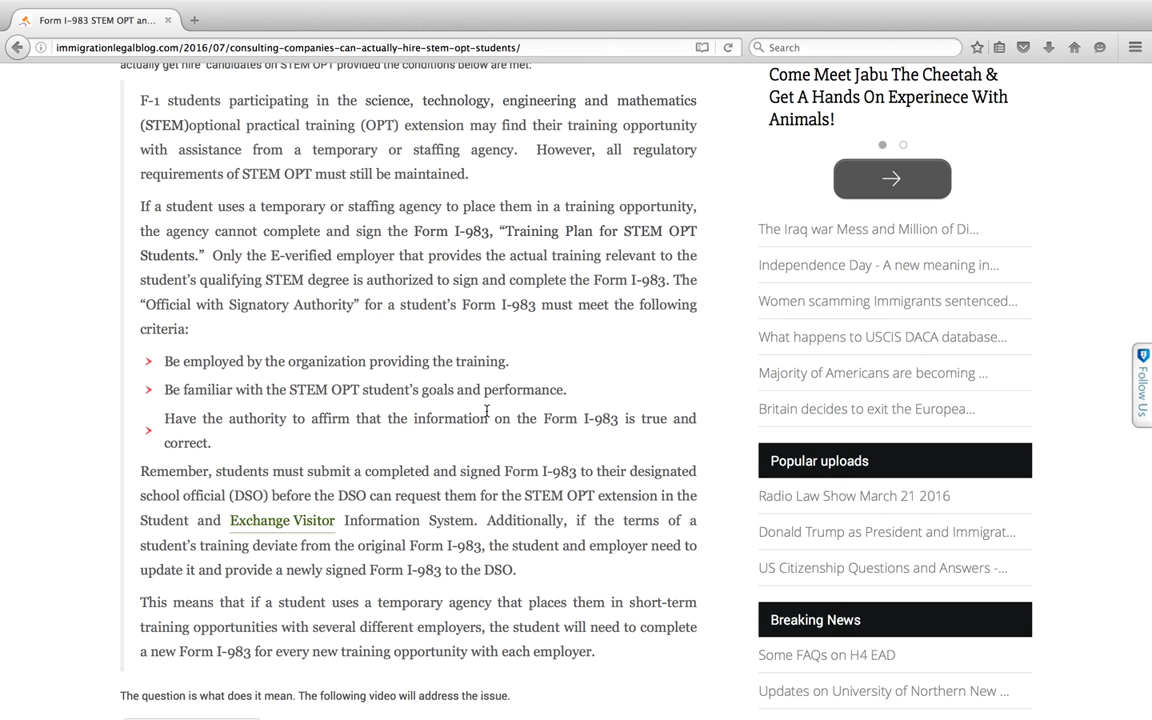 Form I-983 STEM OPT an...
immigrationlegalblog.com/2016/07/consulting-companies-can-actually-hire-stem-opt-students/
Search
actually get hire candidates on STEM OPT provided the conditions below are met:
F-1 students participating in the science, technology, engineering and mathematics
(STEM)optional practical training (OPT) extension may find their training opportunity
with assistance from a temporary or staffing agency. However, all regulatory
requirements of STEM OPT must still be maintained.
If a student uses a temporary or staffing agency to place them in a training opportunity,
the agency cannot complete and sign the Form I-983, “Training Plan for STEM OPT
Students.” Only the E-verified employer that provides the actual training relevant to the
student’s qualifying STEM degree is authorized to sign and complete the Form I-983. The
“Official with Signatory Authority” for a student’s Form I-983 must meet the following
criteria:
Be employed by the organization providing the training.
Be familiar with the STEM OPT student’s goals and performance.
Have the authority to affirm that the information on the Form I-983 is true and
correct.
Remember, students must submit a completed and signed Form I-983 to their designated
school official (DSO) before the DSO can request them for the STEM OPT extension in the
Student and Exchange Visitor Information System. Additionally, if the terms of a
student’s training deviate from the original Form I-983, the student and employer need to
update it and provide a newly signed Form I-983 to the DSO.
This means that if a student uses a temporary agency that places them in short-term
training opportunities with several different employers, the student will need to complete
a new Form I-983 for every new training opportunity with each employer.
The question is what does it mean. The following video will address the issue.
Come Meet Jabu The Cheetah &
Get A Hands On Experinece With
Animals!
The Iraq war Mess and Million of Di...
Independence Day - A new meaning in...
Women scamming Immigrants sentenced...
What happens to USCIS DACA database...
Majority of Americans are becoming ...
Britain decides to exit the Europea...
Popular uploads
Radio Law Show March 21 2016
Donald Trump as President and Immigrat...
US Citizenship Questions and Answers -...
Breaking News
Some FAQs on H4 EAD
Updates on University of Northern New ...
Follow Us